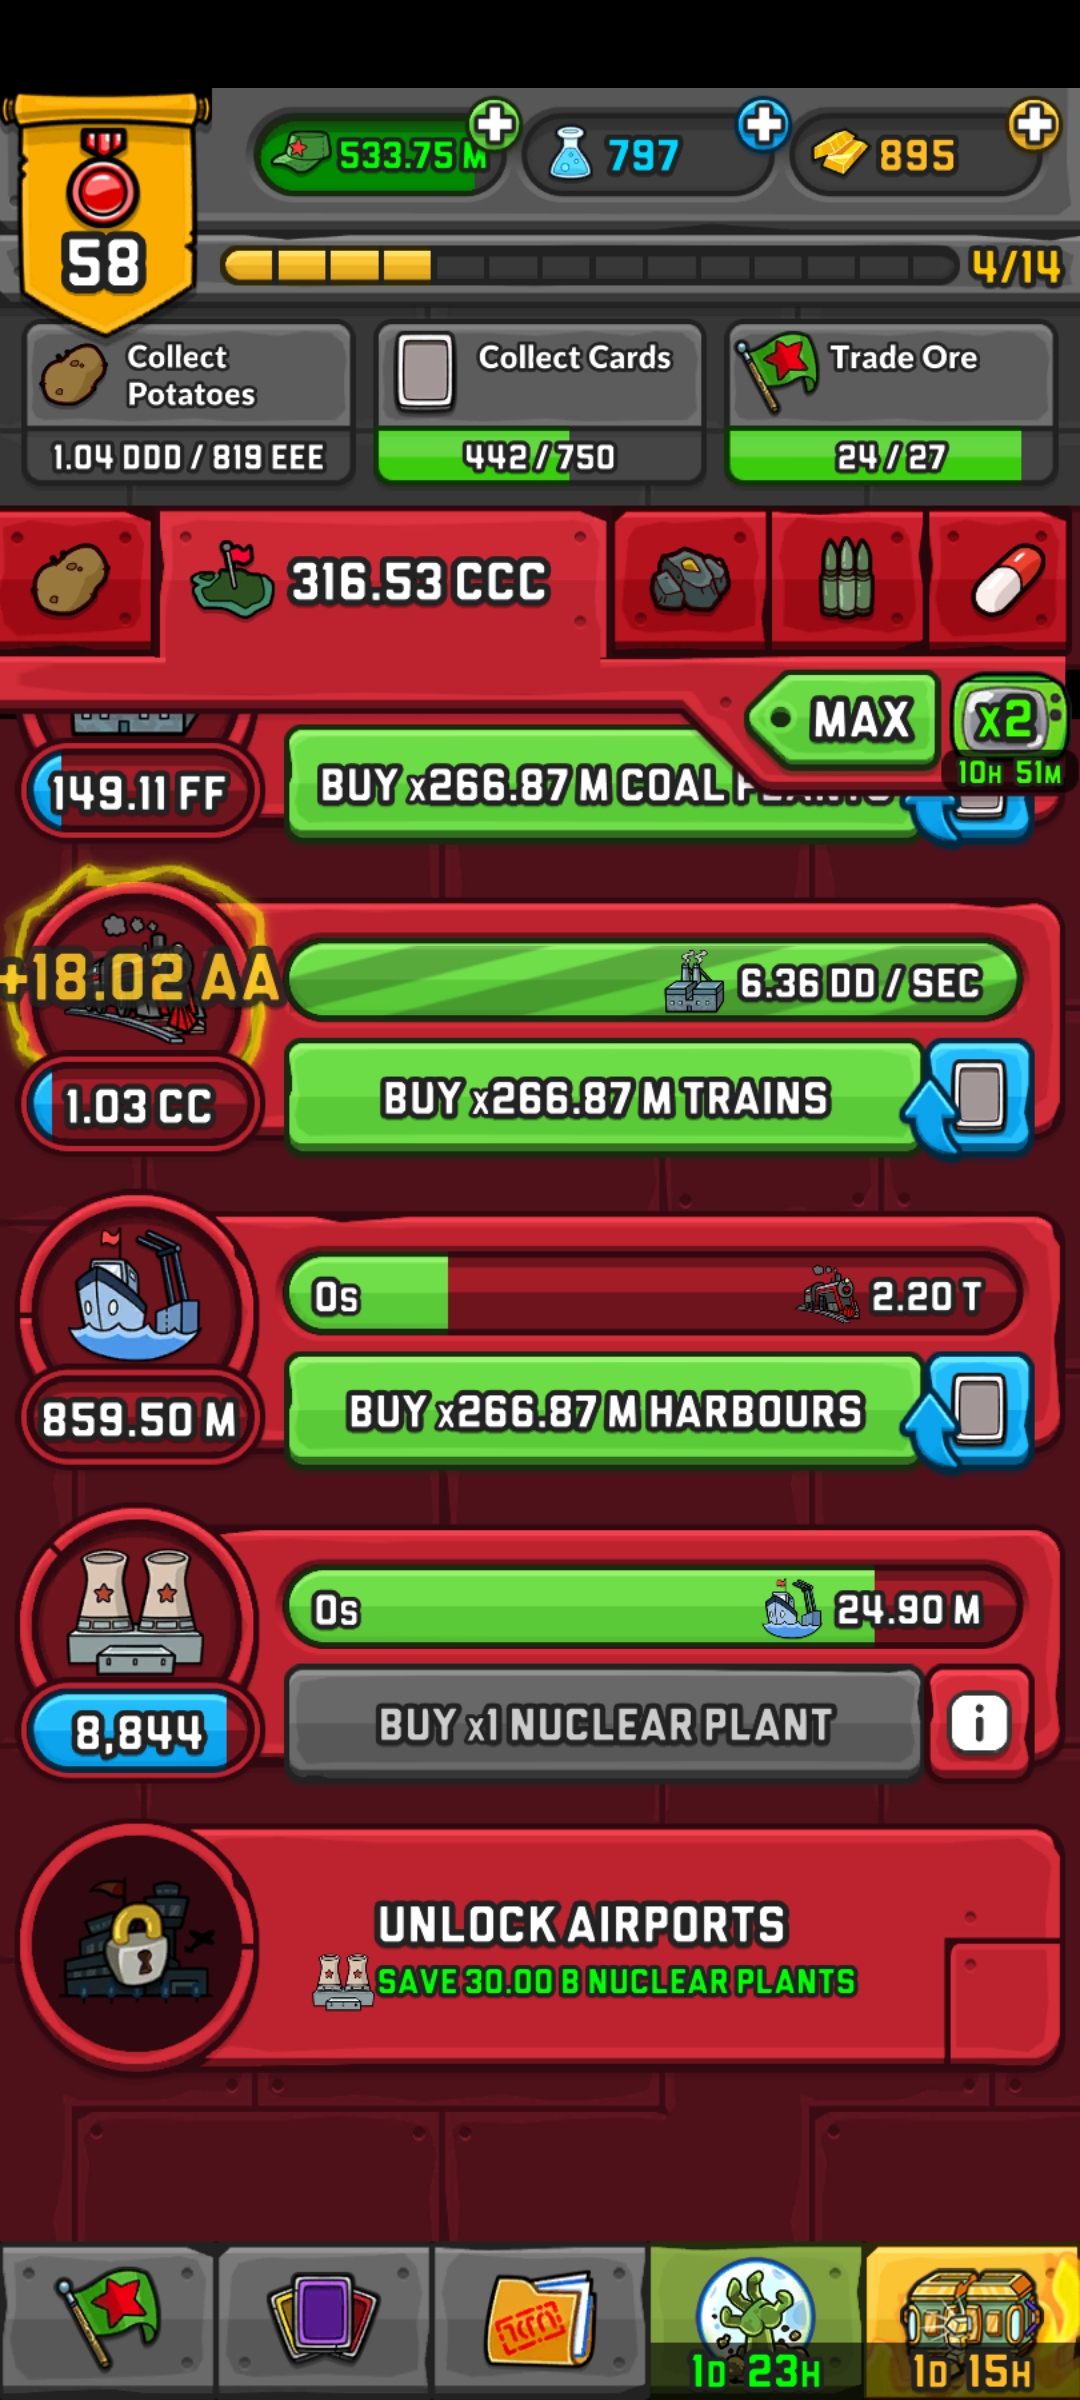 533.75 M
797
895
58
4/14
Collect Potatoes
1.04 DDD / 819 EEE
Collect Cards
442 / 750
Trade Ore
24 / 27
316.53 CCC
MAX
x2
10H 51M
149.11 FF
BUY x266.87 M COAL PLANTS
+18.02 AA
6.36 DD / SEC
1.03 CC
BUY x266.87 M TRAINS
0s
2.20 T
859.50 M
BUY x266.87 M HARBOURS
0s
24.90 M
8,844
BUY x1 NUCLEAR PLANT
i
UNLOCK AIRPORTS
SAVE 30.00 B NUCLEAR PLANTS
1D 23H
1D 15H